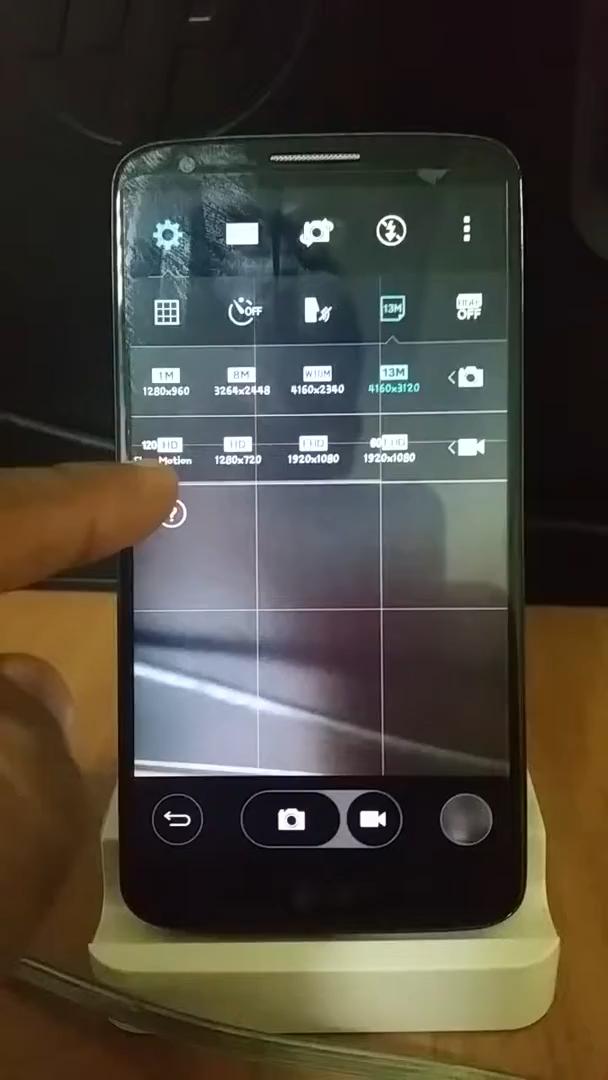 OFF 13M HDR OFF
1M 8M W10M 13M
1280x960 3264x2448 4160x2340 4160x3120
120 HD HD FHD 60 FHD
Motion 1280x720 1920x1080 1920x1080
?